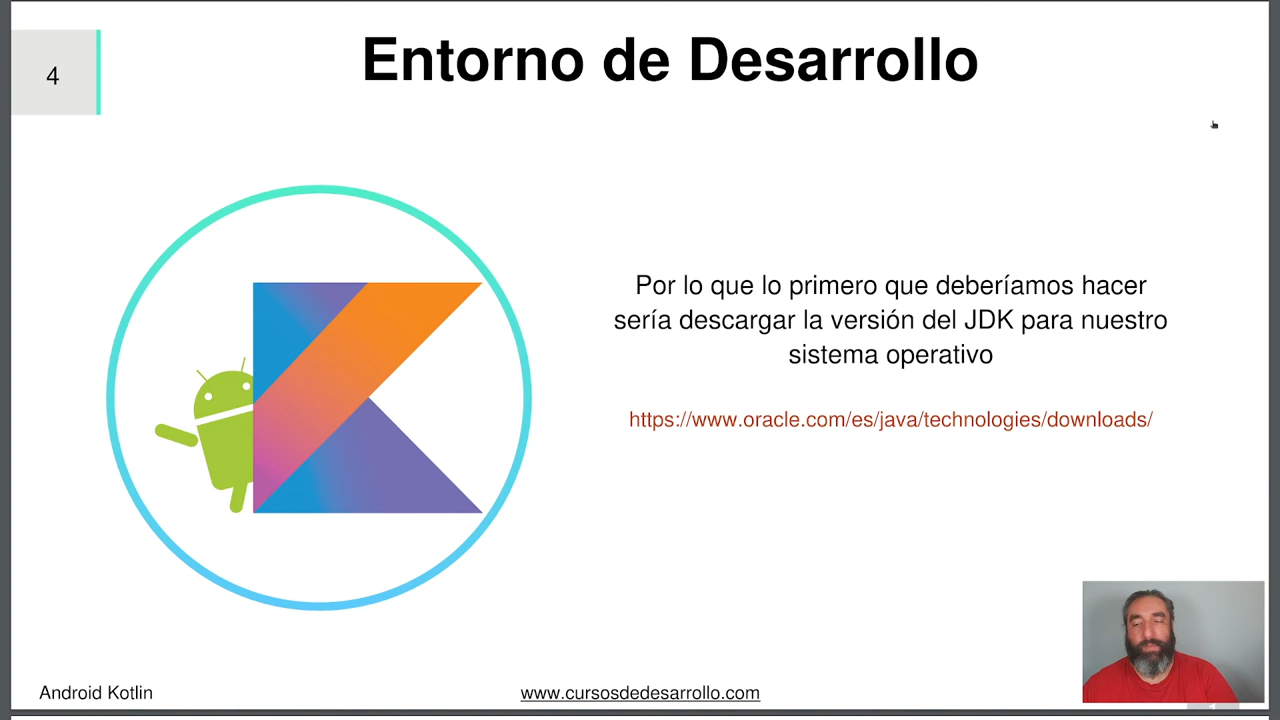 4
Entorno de Desarrollo
Por lo que lo primero que deberíamos hacer
sería descargar la versión del JDK para nuestro
sistema operativo
https://www.oracle.com/es/java/technologies/downloads/
Android Kotlin
www.cursosdedesarrollo.com